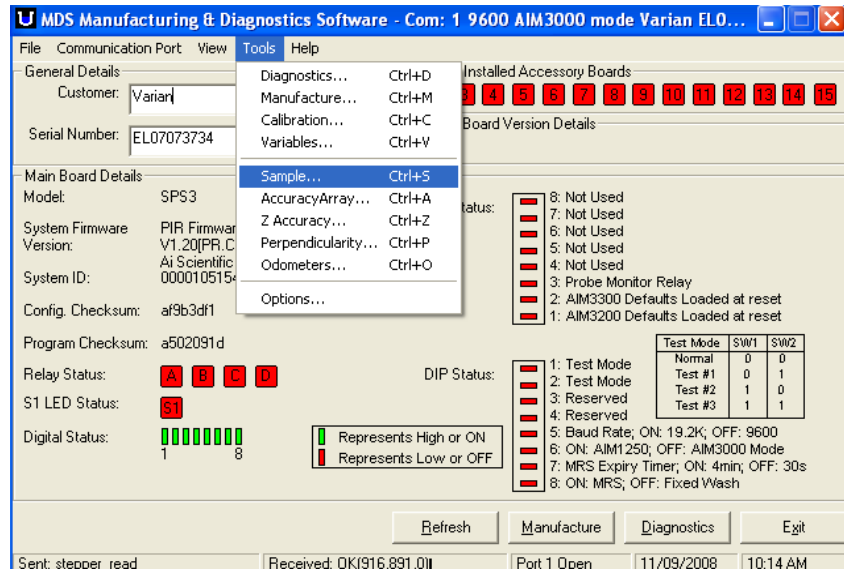 MDS Manufacturing & Diagnostics Software - Com: 1 9600 AIM3000 mode Varian EL0...
File Communication Port View Tools Help
General Details
Customer: Varian
Serial Number: EL07073734
Diagnostics... Ctrl+D
Manufacture... Ctrl+M
Calibration... Ctrl+C
Variables... Ctrl+V
Sample... Ctrl+S
AccuracyArray... Ctrl+A
Z Accuracy... Ctrl+Z
Perpendicularity... Ctrl+P
Odometers... Ctrl+O
Options...
Installed Accessory Boards
3 4 5 6 7 8 9 10 11 12 13 14 15
Board Version Details
Main Board Details
Model: SPS3
System Firmware Version: PIR Firmwar
V1.20[PR.C
Ai Scientific
System ID: 0000105154
Config. Checksum: af9b3df1
Program Checksum: a502091d
Relay Status: A B C D
S1 LED Status: S1
Digital Status:
1 8
Represents High or ON
Represents Low or OFF
tatus:
8: Not Used
7: Not Used
6: Not Used
5: Not Used
4: Not Used
3: Probe Monitor Relay
2: AIM3300 Defaults Loaded at reset
1: AIM3200 Defaults Loaded at reset
Test Mode SW1 SW2
Normal 0 0
Test #1 0 1
Test #2 1 0
Test #3 1 1
DIP Status:
1: Test Mode
2: Test Mode
3: Reserved
4: Reserved
5: Baud Rate; ON: 19.2K; OFF: 9600
6: ON: AIM1250; OFF: AIM3000 Mode
7: MRS Expiry Timer; ON: 4min; OFF: 30s
8: ON: MRS; OFF: Fixed Wash
Refresh Manufacture Diagnostics Exit
Sent: stepper_read Received: OK(916,891,0) Port 1 Open 11/09/2008 10:14 AM